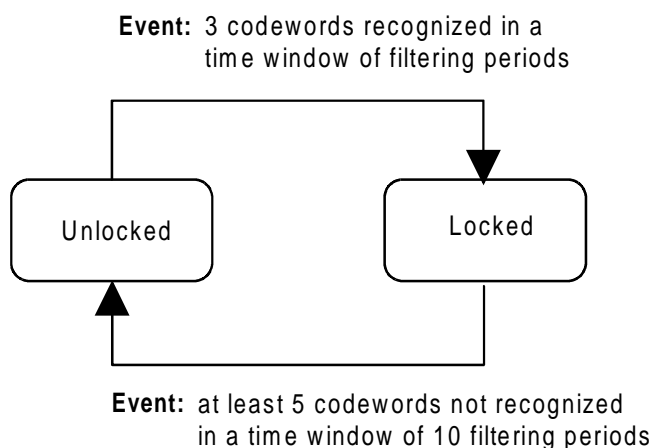 Event: 3 codewords recognized in a
time window of filtering periods
Unlocked
Locked
Event: at least 5 codewords not recognized
in a time window of 10 filtering periods